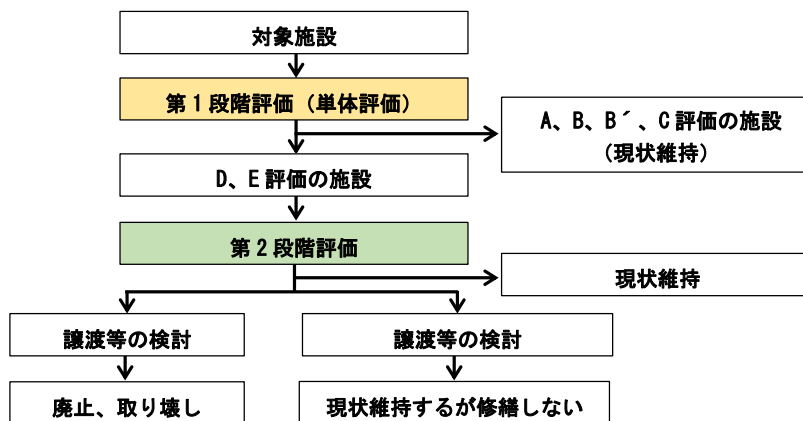 対象施設
第1段階評価（単体評価）
A、B、B´、C評価の施設
（現状維持）
D、E評価の施設
第2段階評価
現状維持
譲渡等の検討
譲渡等の検討
廃止、取り壊し
現状維持するが修繕しない